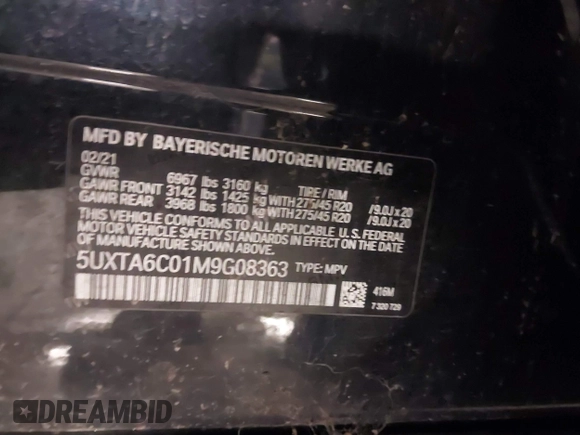 MFD BY BAYERISCHE MOTOREN WERKE AG
02/21
GVWR 6967 lbs 3160 kg TIRE / RIM
GAWR FRONT 3142 lbs 1425 kg WITH 275/45 R20 /9.0J x 20
GAWR REAR 3968 lbs 1800 kg WITH 275/45 R20 /9.0J x 20
THIS VEHICLE CONFORMS TO ALL APPLICABLE U.S. FEDERAL
MOTOR VEHICLE SAFETY STANDARDS IN EFFECT ON THE DATE OF
5UXTA6C01M9G08363 TYPE: MPV
416M
7 320 729
DREAMBID